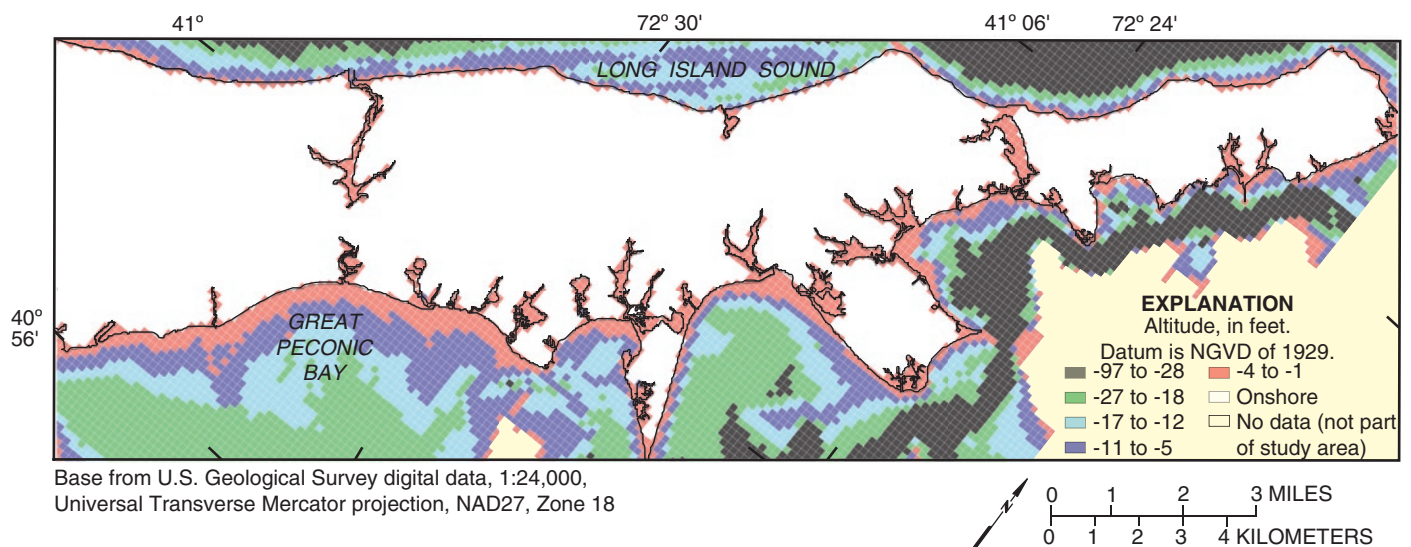 41° 72° 30' 41° 06' 72° 24'
LONG ISLAND SOUND
40°
56'
GREAT
PECONIC
BAY
EXPLANATION
Altitude, in feet.
Datum is NGVD of 1929.
-97 to -28 -4 to -1
-27 to -18 Onshore
-17 to -12 No data (not part
-11 to -5 of study area)
Base from U.S. Geological Survey digital data, 1:24,000,
Universal Transverse Mercator projection, NAD27, Zone 18
N
0 1 2 3 MILES
0 1 2 3 4 KILOMETERS